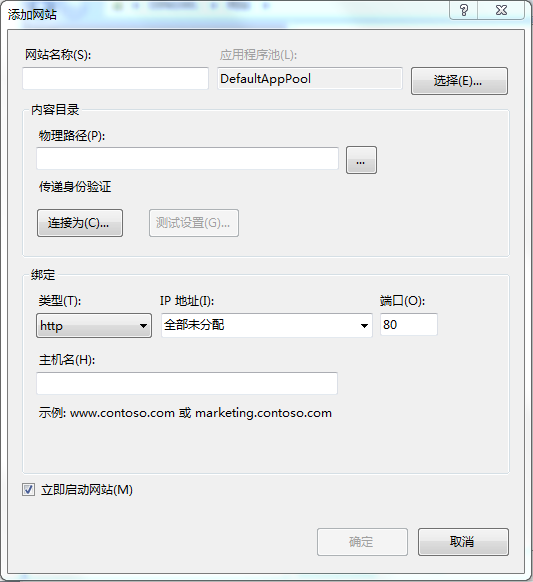 添加网站
网站名称(S):
应用程序池(L):
DefaultAppPool
选择(E)...
内容目录
物理路径(P):
...
传递身份验证
连接为(C)...
测试设置(G)...
绑定
类型(T):
IP 地址(I):
端口(O):
http
全部未分配
80
主机名(H):
示例: www.contoso.com 或 marketing.contoso.com
立即启动网站(M)
确定
取消